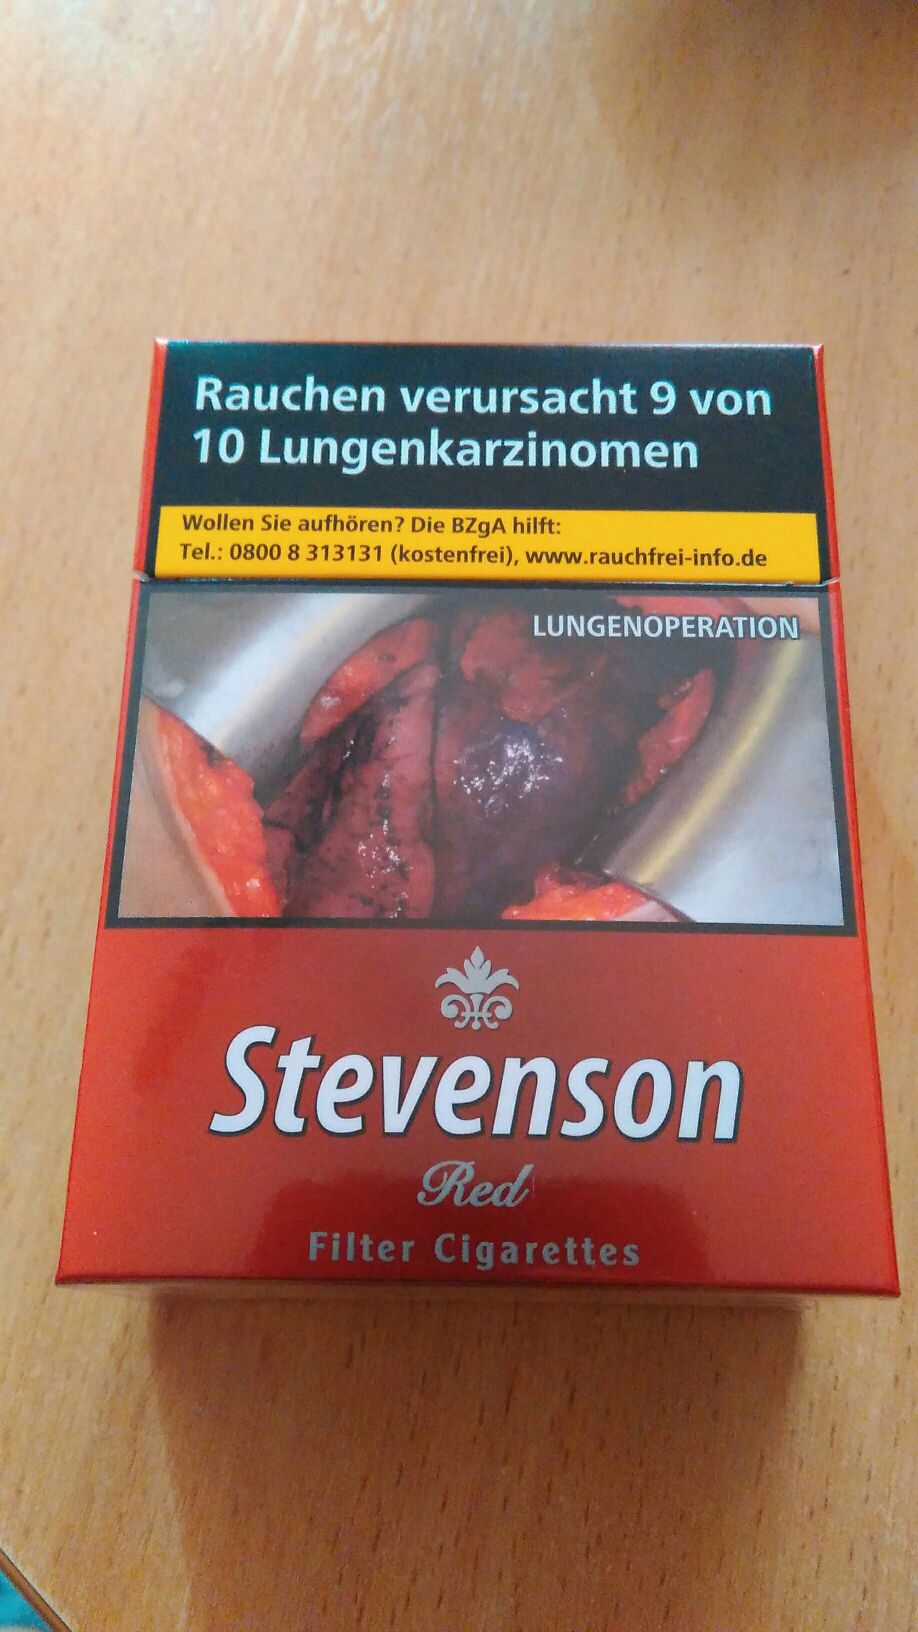 Rauchen verursacht 9 von
10 Lungenkarzinomen
Wollen Sie aufhören? Die BZgA hilft:
Tel.: 0800 8 313131 (kostenfrei), www.rauchfrei-info.de
LUNGENOPERATION
Stevenson
Red
Filter Cigarettes